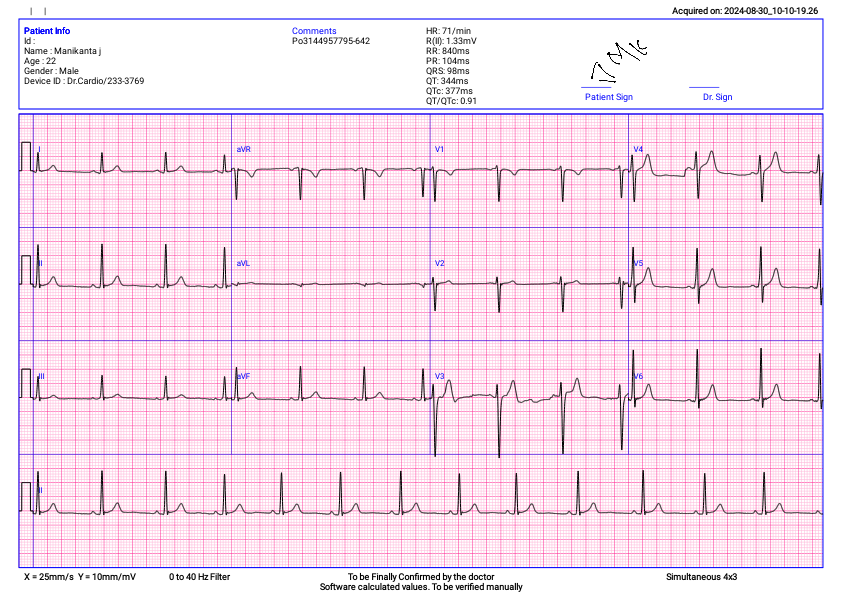 Acquired on: 2024-08-30_10-10-19.26
Patient Info
Id :
Name : Manikanta j
Age : 22
Gender : Male
Device ID : Dr.Cardio/233-3769
Comments
Po3144957795-642
HR: 71/min
R(II): 1.33mV
RR: 840ms
PR: 104ms
QRS: 98ms
QT: 344ms
QTc: 377ms
QT/QTc: 0.91
Patient Sign
Dr. Sign
I
aVR
V1
V4
II
aVL
V2
V5
III
aVF
V3
V6
II
X = 25mm/s Y = 10mm/mV
0 to 40 Hz Filter
To be Finally Confirmed by the doctor
Software calculated values. To be verified manually
Simultaneous 4x3